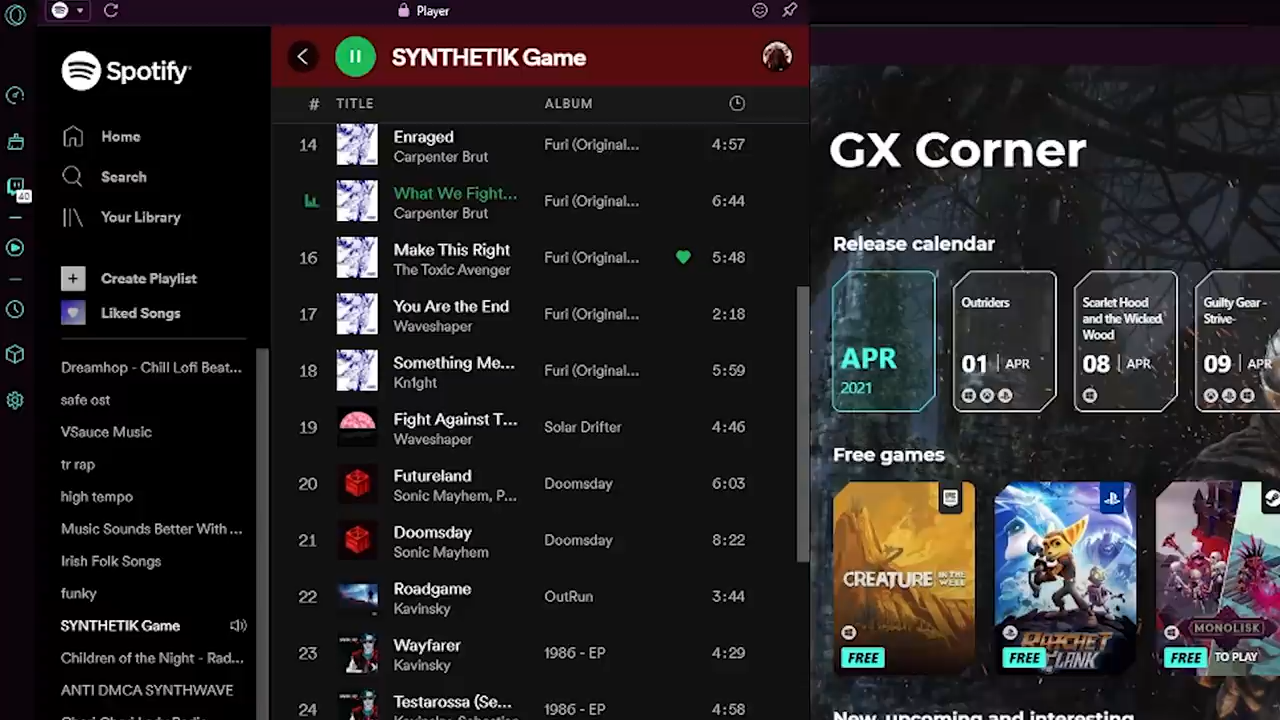 Player
40
Spotify
Home
Search
Your Library
Create Playlist
Liked Songs
Dreamhop - Chill Lofi Beat...
safe ost
VSauce Music
tr rap
high tempo
Music Sounds Better With ...
Irish Folk Songs
funky
SYNTHETIK Game
Children of the Night - Rad...
ANTI DMCA SYNTHWAVE
SYNTHETIK Game
# TITLE ALBUM
14 Enraged Furi (Original... 4:57
Carpenter Brut
What We Fight... Furi (Original... 6:44
Carpenter Brut
16 Make This Right Furi (Original... 5:48
The Toxic Avenger
17 You Are the End Furi (Original... 2:18
Waveshaper
18 Something Me... Furi (Original... 5:59
Kn1ght
19 Fight Against T... Solar Drifter 4:46
Waveshaper
20 Futureland Doomsday 6:03
Sonic Mayhem, P...
21 Doomsday Doomsday 8:22
Sonic Mayhem
22 Roadgame OutRun 3:44
Kavinsky
23 Wayfarer 1986 - EP 4:29
Kavinsky
24 Testarossa (Se... 1986 - EP 4:58
GX Corner
Release calendar
APR
2021
Outriders
01 | APR
Scarlet Hood
and the Wicked
Wood
08 | APR
Guilty Gear -
Strive-
09 | APR
Free games
CREATURE IN THE WELL
FREE
RATCHET CLANK
FREE
MONOLISK
FREE TO PLAY
New, upcoming and interesting